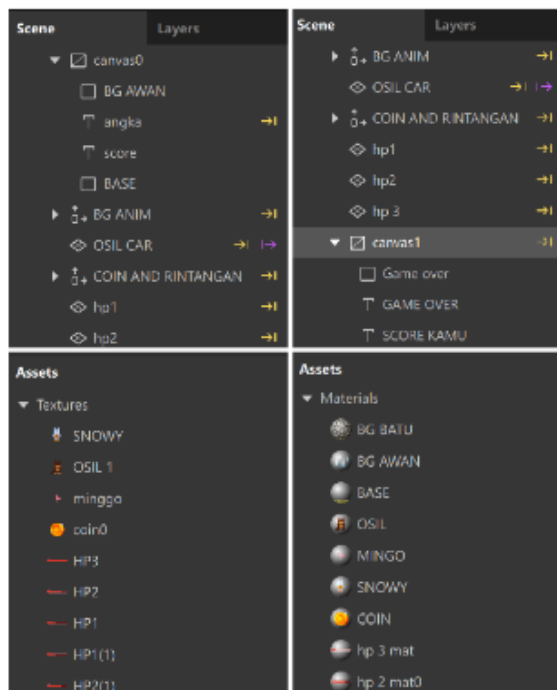 Scene Layers
canvas0
BG AWAN
angka
score
BASE
BG ANIM
OSIL CAR
COIN AND RINTANGAN
hp1
hp2
Scene Layers
BG ANIM
OSIL CAR
COIN AND RINTANGAN
hp1
hp2
hp 3
canvas1
Game over
GAME OVER
SCORE KAMU
Assets
Textures
SNOWY
OSIL 1
minggo
coin0
HP3
HP2
HP1
HP1(1)
HP2(1)
Assets
Materials
BG BATU
BG AWAN
BASE
OSIL
MINGO
SNOWY
COIN
hp 3 mat
hp 2 mat0